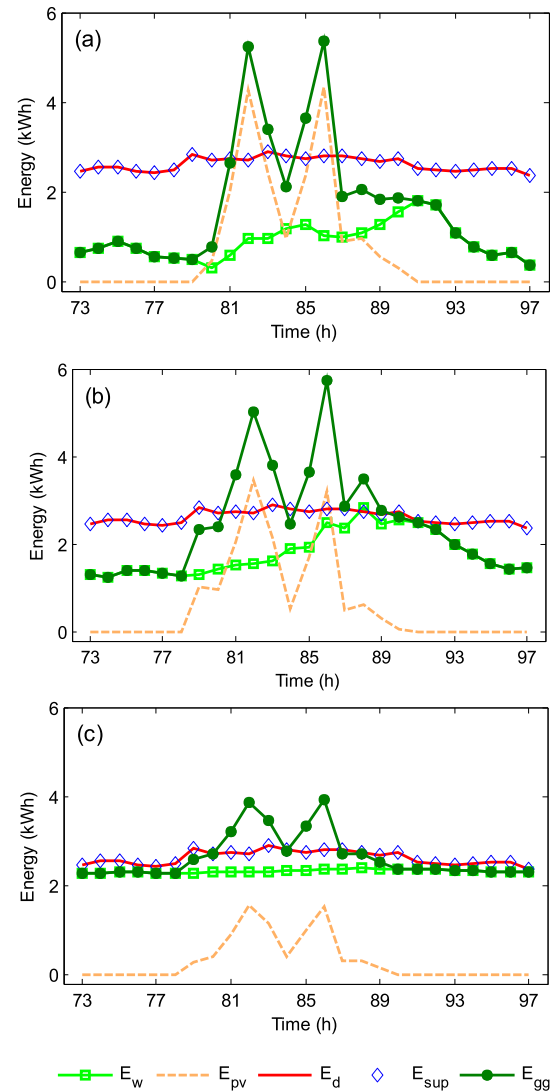 (a)
6
4
2
0
Energy (kWh)
73 77 81 85 89 93 97
Time (h)
(b)
6
4
2
0
Energy (kWh)
73 77 81 85 89 93 97
Time (h)
(c)
6
4
2
0
Energy (kWh)
73 77 81 85 89 93 97
Time (h)
E_w E_pv E_d E_sup E_gg